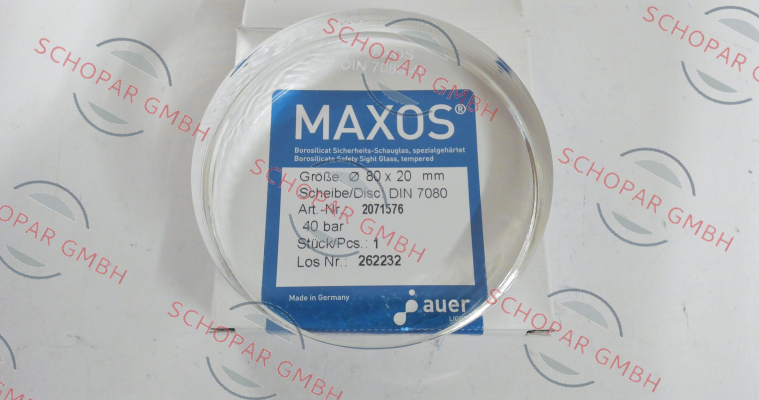 DIN 7080
MAXOS®
Borosilicat Sicherheits-Schauglas, spezialgehärtet
Borosilicate Safety Sight Glass, tempered
Größe: Ø 80 x 20 mm
Scheibe/Disc DIN 7080
Art.-Nr.: 2071576
40 bar
Stück/Pcs.: 1
Los Nr.: 262232
Made in Germany
auer
SCHOPAR GMBH
SCHOPAR GMBH
SCHOPAR GMBH
SCHOPAR GMBH
SCHOPAR GMBH
SCHOPAR GMBH
SCHOPAR GMBH
SCHOPAR GMBH
SCHOPAR GMBH